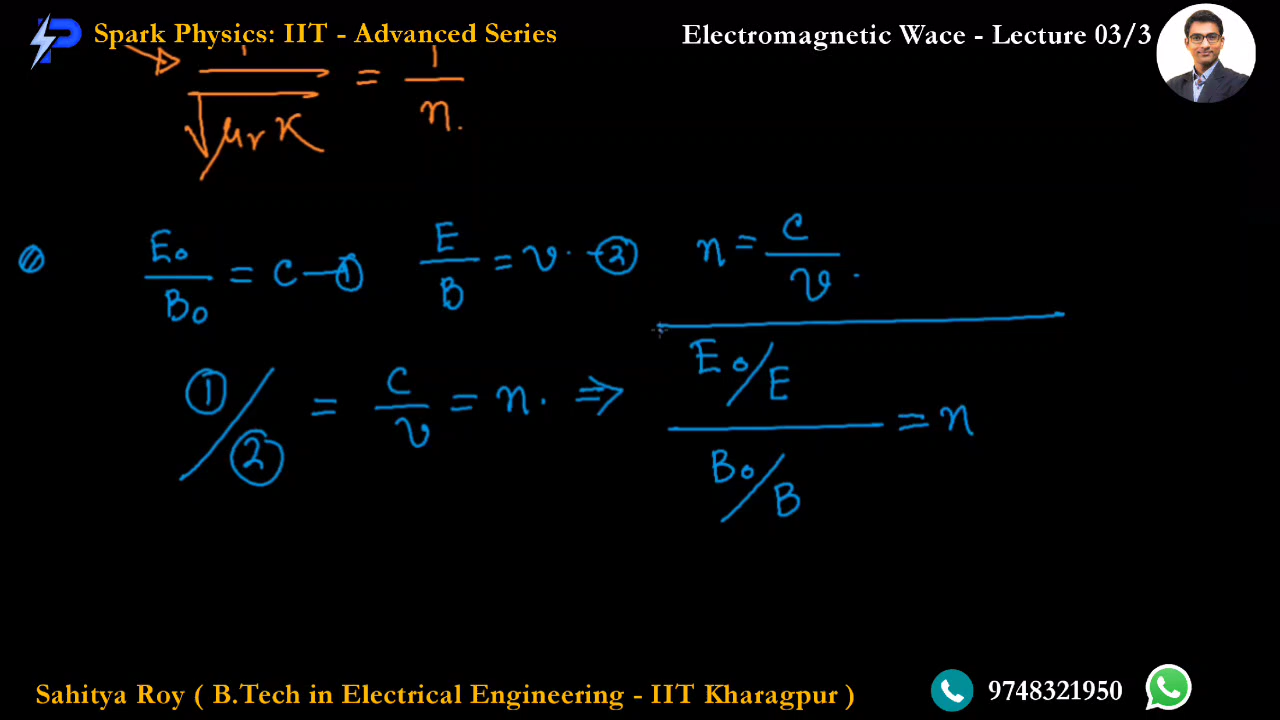 Spark Physics: IIT - Advanced Series
Electromagnetic Wace - Lecture 03/3
1/√(μr K) = 1/n.
E0/B0 = c — ① E/B = v. — ② n = c/v.
①/② = c/v = n. ⇒ (E0/E)/(B0/B) = n
Sahitya Roy ( B.Tech in Electrical Engineering - IIT Kharagpur )
9748321950